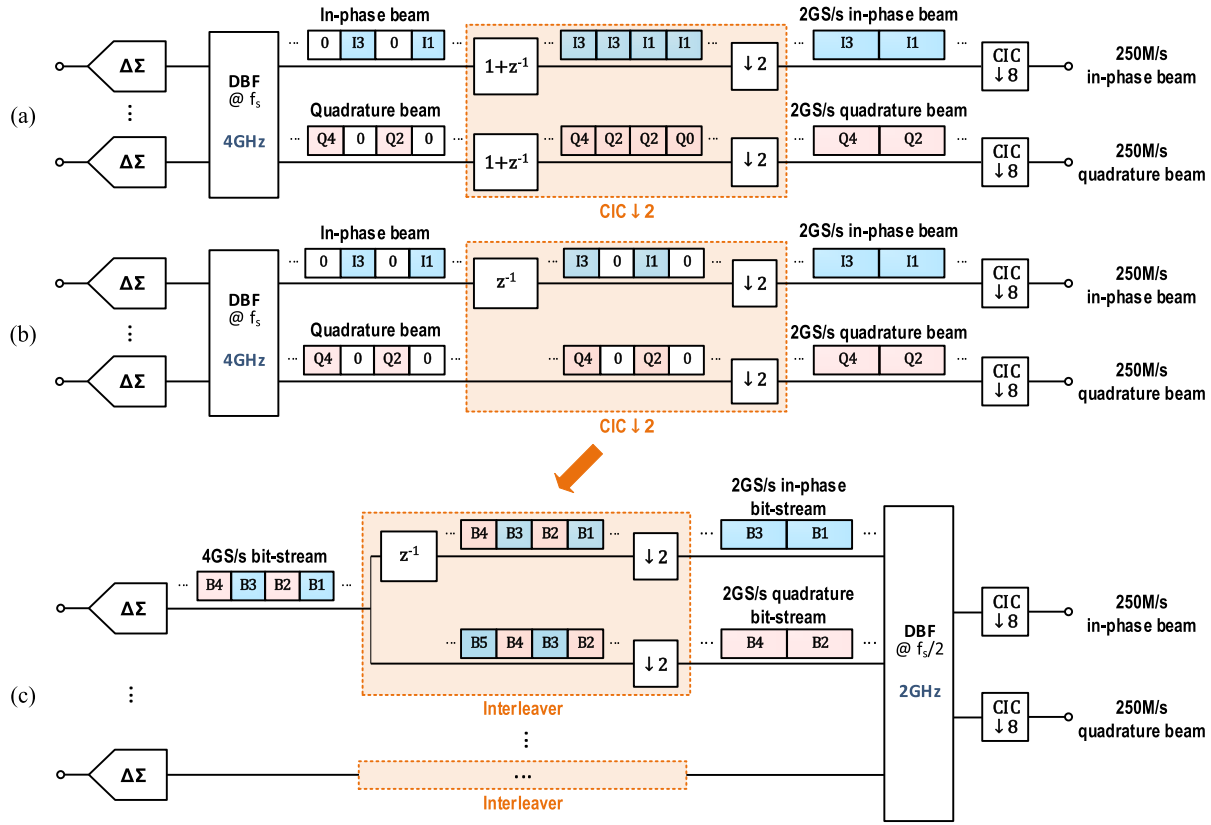 (a)
ΔΣ
⋮
ΔΣ
DBF
@ fs
4GHz
In-phase beam
... 0 I3 0 I1 ...
Quadrature beam
... Q4 0 Q2 0 ...
1+z⁻¹
... I3 I3 I1 I1 ...
↓2
1+z⁻¹
... Q4 Q2 Q2 Q0 ...
↓2
CIC ↓ 2
2GS/s in-phase beam
... I3 I1 ...
2GS/s quadrature beam
... Q4 Q2 ...
CIC
↓8
250M/s
in-phase beam
CIC
↓8
250M/s
quadrature beam
(b)
ΔΣ
⋮
ΔΣ
DBF
@ fs
4GHz
In-phase beam
... 0 I3 0 I1 ...
Quadrature beam
... Q4 0 Q2 0 ...
z⁻¹
... I3 0 I1 0 ...
↓2
... Q4 0 Q2 0 ...
↓2
CIC ↓ 2
2GS/s in-phase beam
... I3 I1 ...
2GS/s quadrature beam
... Q4 Q2 ...
CIC
↓8
250M/s
in-phase beam
CIC
↓8
250M/s
quadrature beam
(c)
ΔΣ
⋮
ΔΣ
4GS/s bit-stream
... B4 B3 B2 B1 ...
z⁻¹
... B4 B3 B2 B1 ...
↓2
... B5 B4 B3 B2 ...
↓2
Interleaver
⋮
...
Interleaver
2GS/s in-phase
bit-stream
... B3 B1 ...
2GS/s quadrature
bit-stream
... B4 B2 ...
DBF
@ fs/2
2GHz
CIC
↓8
250M/s
in-phase beam
CIC
↓8
250M/s
quadrature beam